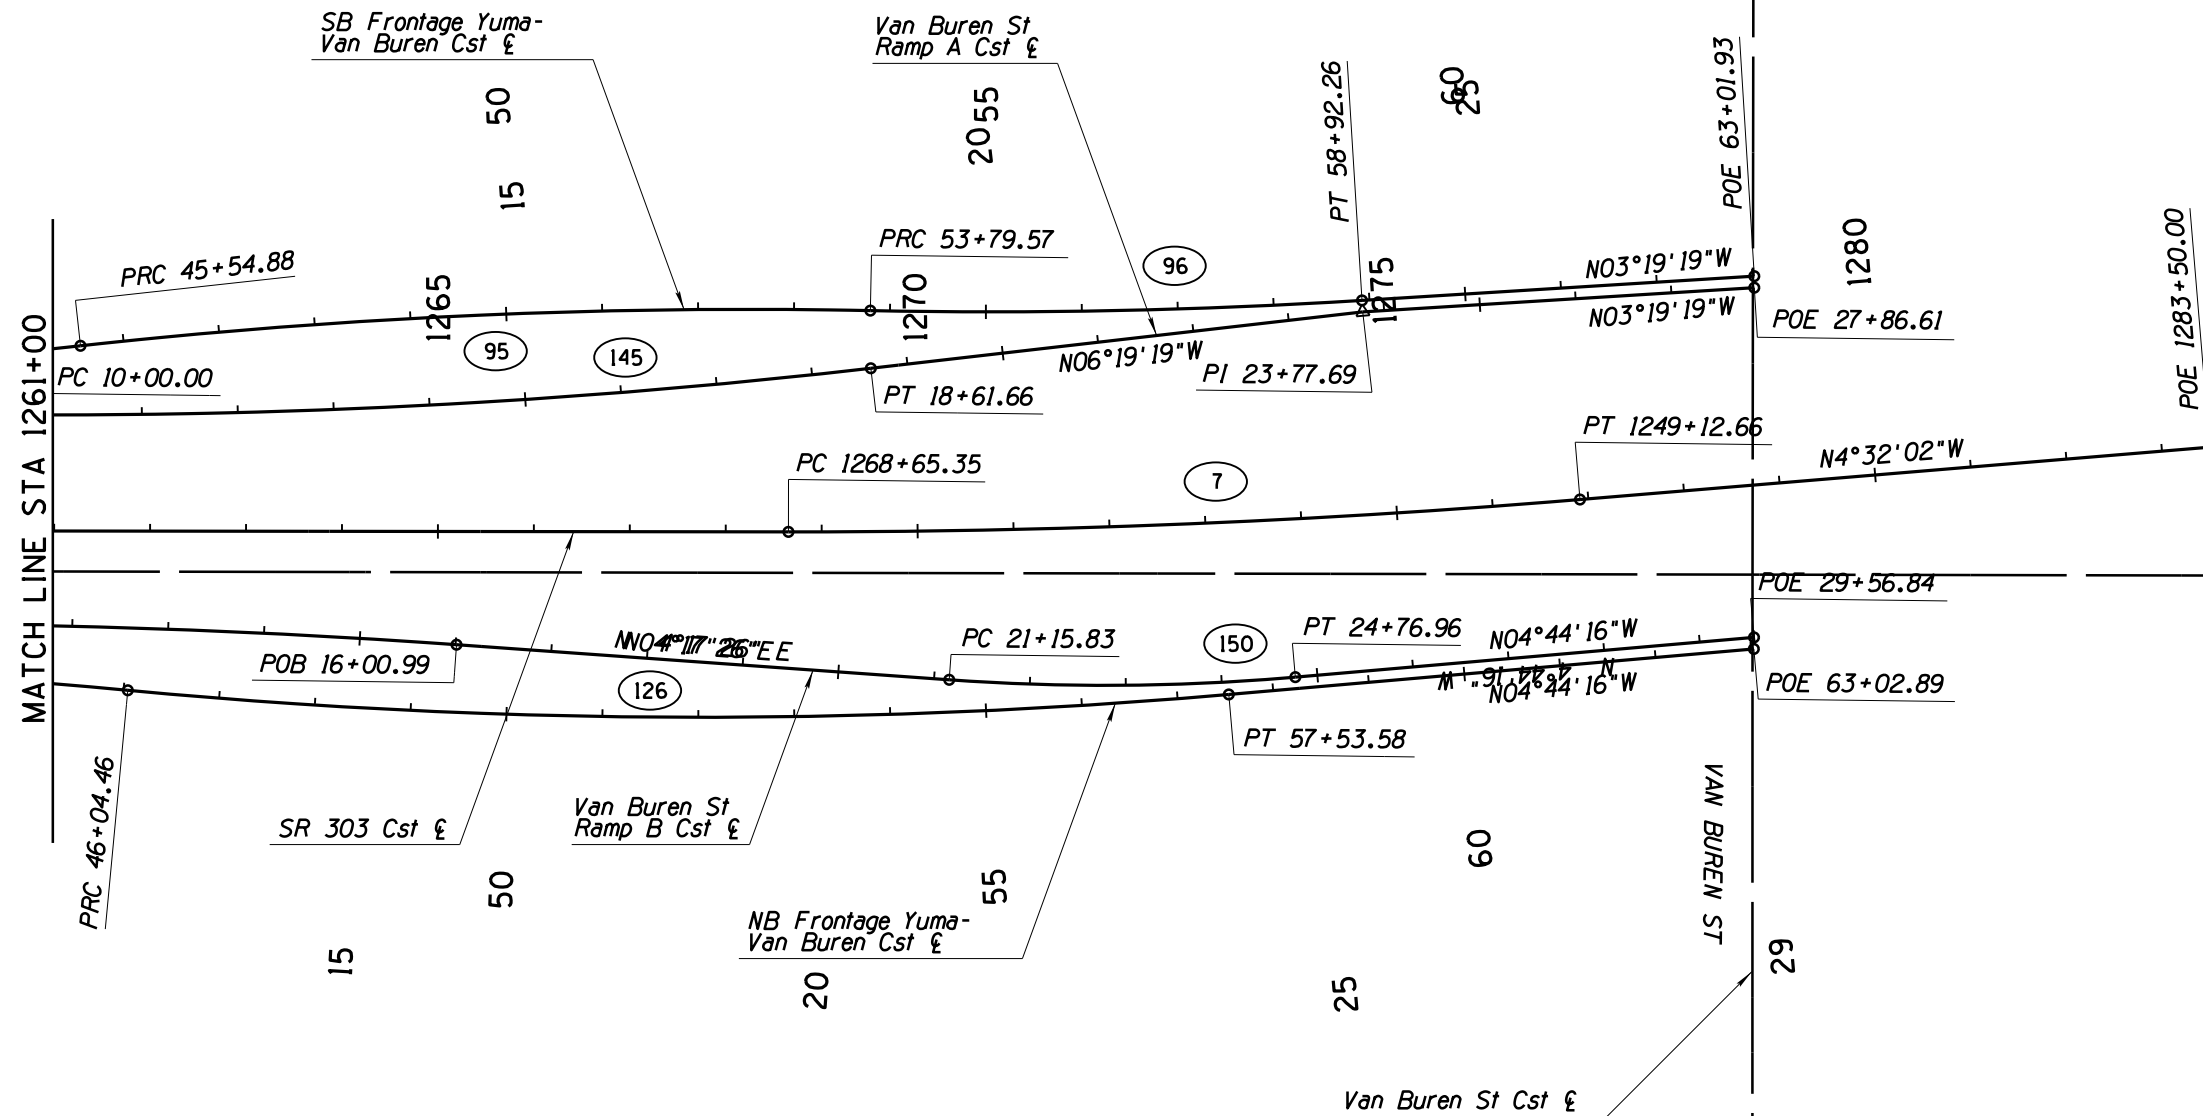 SB Frontage Yuma-
Van Buren Cst ℄
Van Buren St
Ramp A Cst ℄
50
2055
60
25
15
PT 58+92.26
POE 63+01.93
PRC 45+54.88
PRC 53+79.57
96
N03°19'19"W
1280
POE 1283+50.00
1265
1270
1275
N03°19'19"W
POE 27+86.61
95
145
N06°19'19"W
PI 23+77.69
PC 10+00.00
PT 18+61.66
MATCH LINE STA 1261+00
PC 1268+65.35
7
PT 1249+12.66
N4°32'02"W
POE 29+56.84
POB 16+00.99
126
PC 21+15.83
150
PT 24+76.96
N04°44'16"W
N 4°44'16" W
N04°44'16"W
POE 63+02.89
PT 57+53.58
PRC 46+04.46
SR 303 Cst ℄
Van Buren St
Ramp B Cst ℄
VAN BUREN ST
50
55
60
NB Frontage Yuma-
Van Buren Cst ℄
15
20
25
29
Van Buren St Cst ℄